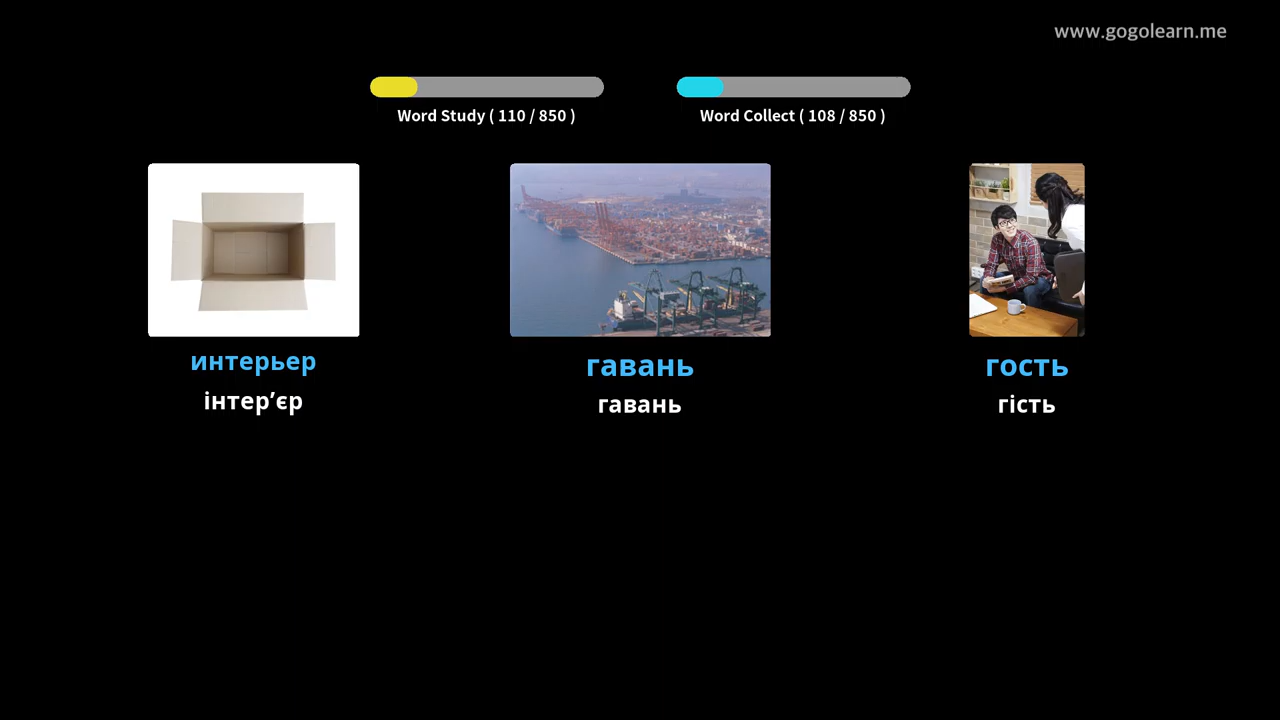 www.gogolearn.me
Word Study ( 110 / 850 )
Word Collect ( 108 / 850 )
интерьер
інтер’єр
гавань
гавань
гость
гість